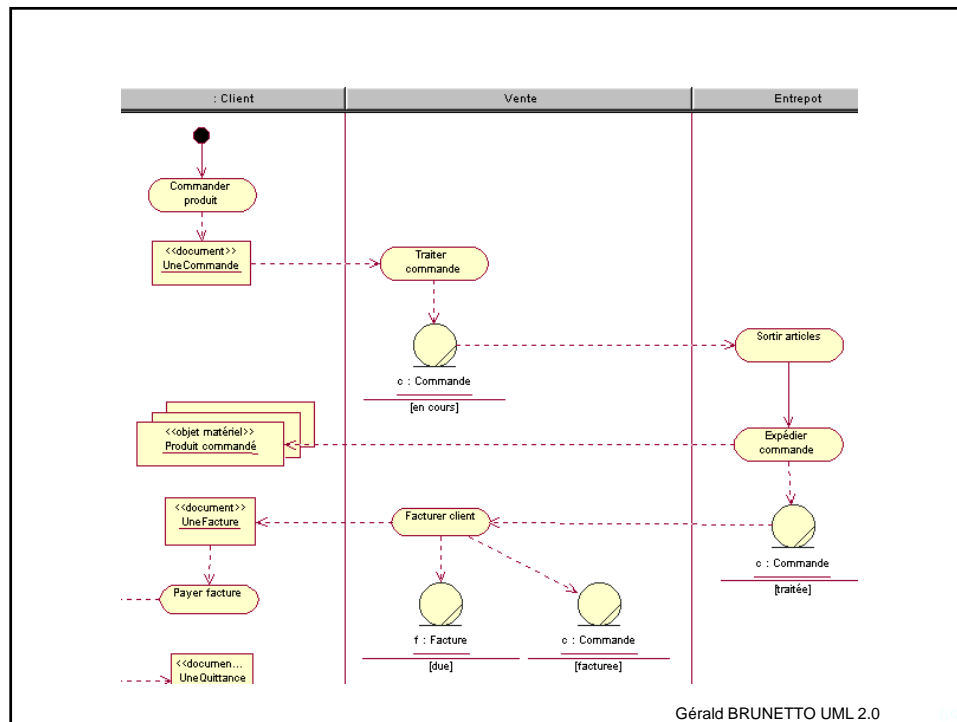 : Client
Vente
Entrepot
Commander
produit
<<document>>
UneCommande
Traiter
commande
c : Commande
[en cours]
Sortir articles
<<objet matériel>>
Produit commandé
Expédier
commande
<<document>>
UneFacture
Facturer client
c : Commande
[traitée]
Payer facture
f : Facture
[due]
c : Commande
[facturee]
<<documen...
UneQuittance
Gérald BRUNETTO UML 2.0